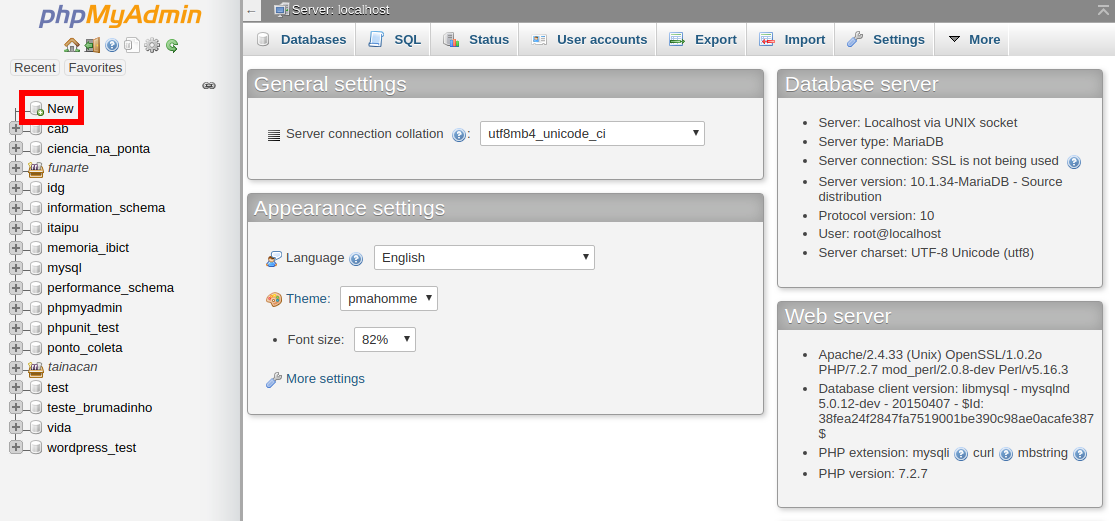 phpMyAdmin
Recent Favorites
New
cab
ciencia_na_ponta
funarte
idg
information_schema
itaipu
memoria_ibict
mysql
performance_schema
phpmyadmin
phpunit_test
ponto_coleta
tainacan
test
teste_brumadinho
vida
wordpress_test
Server: localhost
Databases SQL Status User accounts Export Import Settings More
General settings
Server connection collation : utf8mb4_unicode_ci
Appearance settings
Language English
Theme: pmahomme
• Font size: 82%
More settings
Database server
• Server: Localhost via UNIX socket
• Server type: MariaDB
• Server connection: SSL is not being used
• Server version: 10.1.34-MariaDB - Source
distribution
• Protocol version: 10
• User: root@localhost
• Server charset: UTF-8 Unicode (utf8)
Web server
• Apache/2.4.33 (Unix) OpenSSL/1.0.2o
PHP/7.2.7 mod_perl/2.0.8-dev Perl/v5.16.3
• Database client version: libmysql - mysqlnd
5.0.12-dev - 20150407 - $Id:
38fea24f2847fa7519001be390c98ae0acafe387
$
• PHP extension: mysqli curl mbstring
• PHP version: 7.2.7